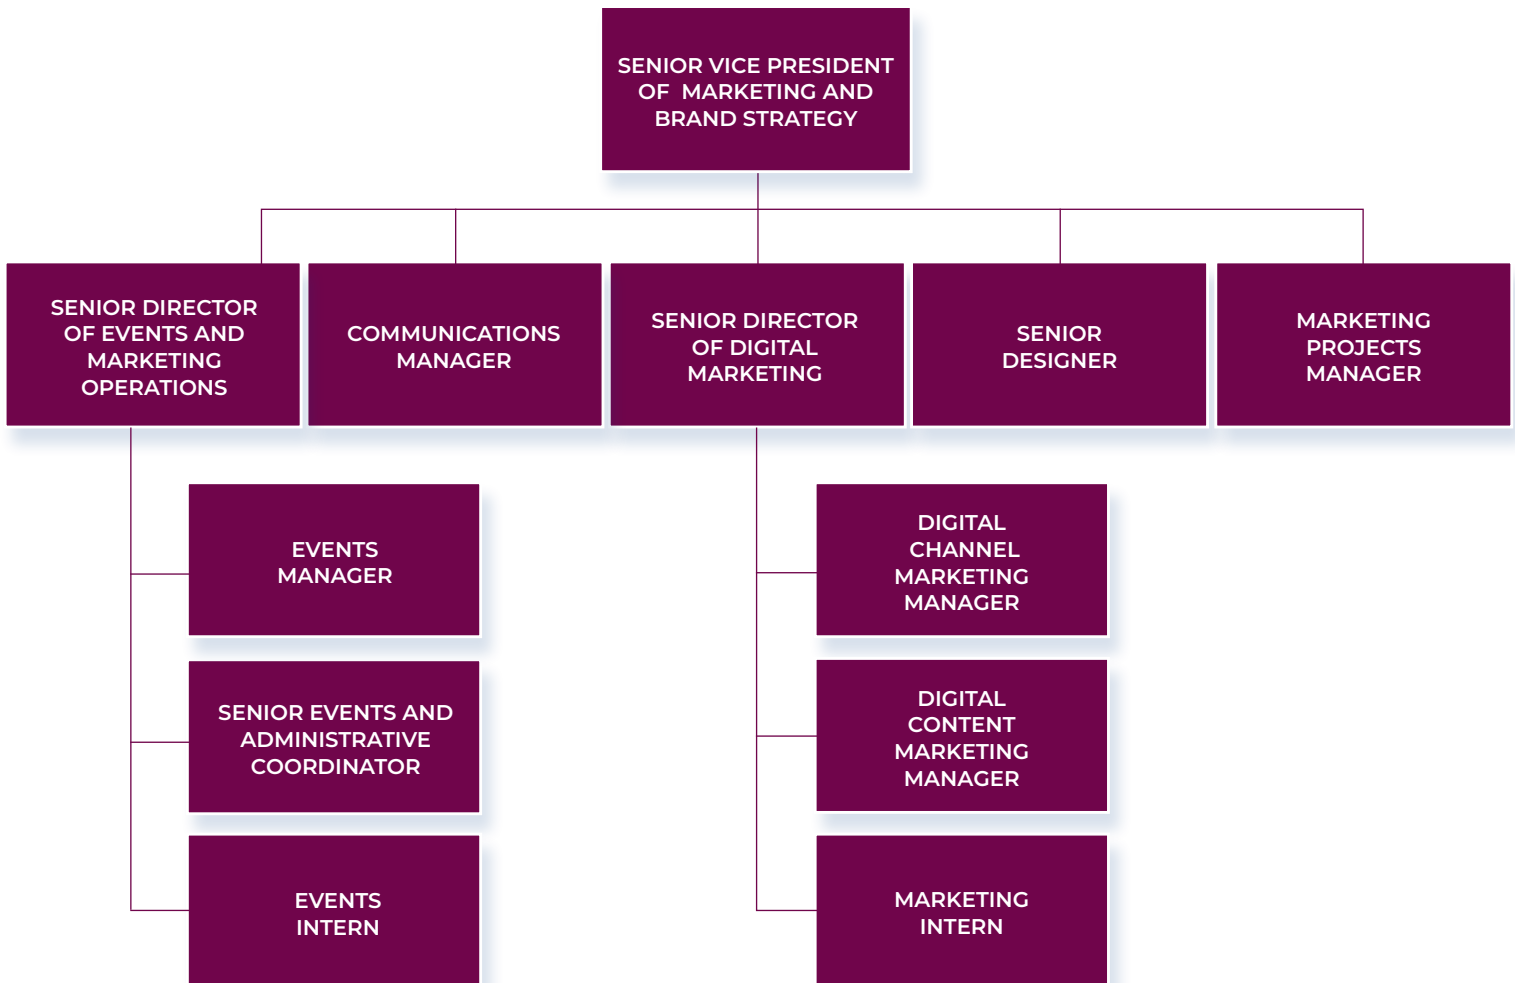 SENIOR VICE PRESIDENT
OF MARKETING AND
BRAND STRATEGY
SENIOR DIRECTOR
OF EVENTS AND
MARKETING
OPERATIONS
COMMUNICATIONS
MANAGER
SENIOR DIRECTOR
OF DIGITAL
MARKETING
SENIOR
DESIGNER
MARKETING
PROJECTS
MANAGER
EVENTS
MANAGER
SENIOR EVENTS AND
ADMINISTRATIVE
COORDINATOR
EVENTS
INTERN
DIGITAL
CHANNEL
MARKETING
MANAGER
DIGITAL
CONTENT
MARKETING
MANAGER
MARKETING
INTERN